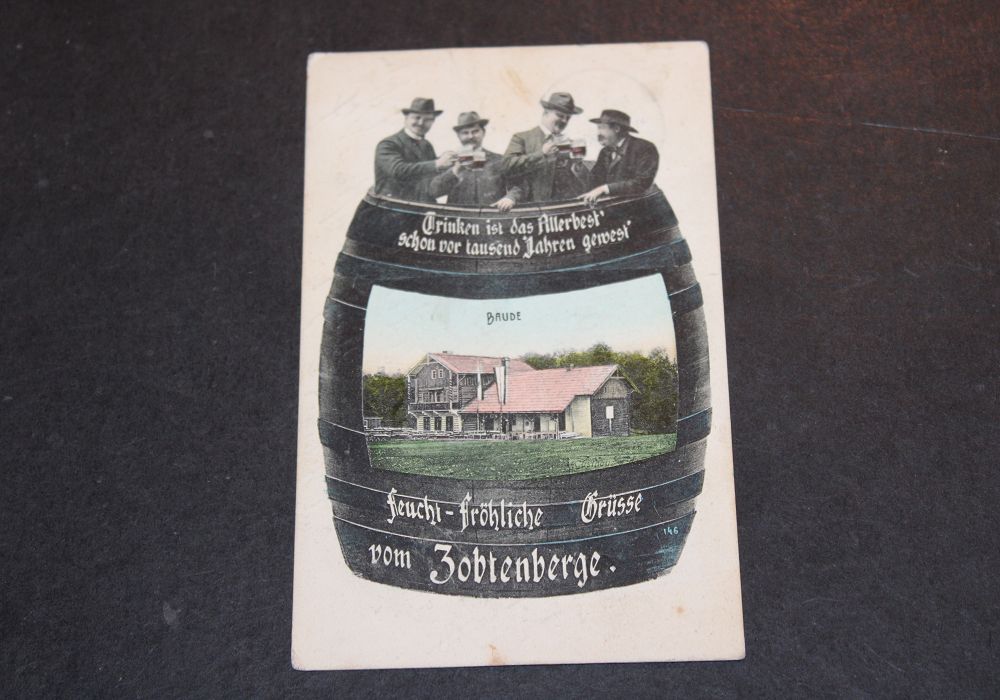 Trinken ist das Allerbest'
schon vor tausend Jahren gewest'
BAUDE
Feucht-Fröhliche Grüsse
146
vom Zobtenberge.